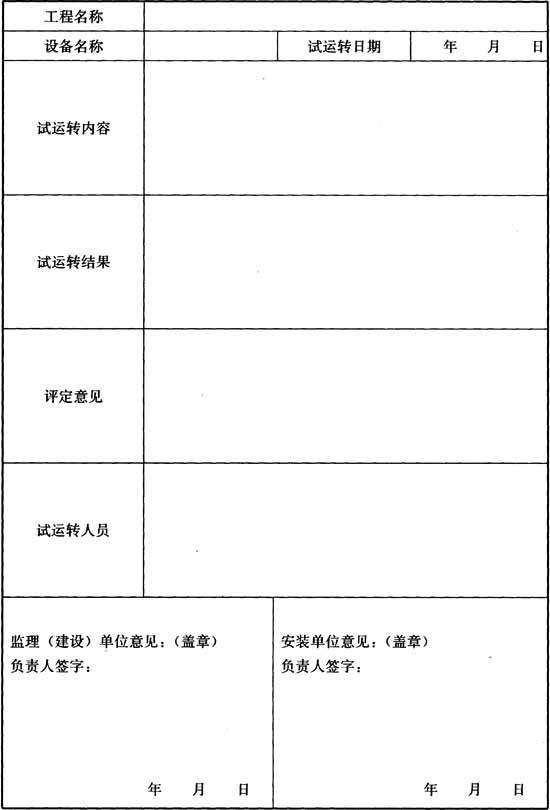 工程名称
设备名称 试运转日期 年 月 日
试运转内容
试运转结果
评定意见
试运转人员
监理（建设）单位意见：（盖章）
负责人签字：
年 月 日
安装单位意见：（盖章）
负责人签字：
年 月 日